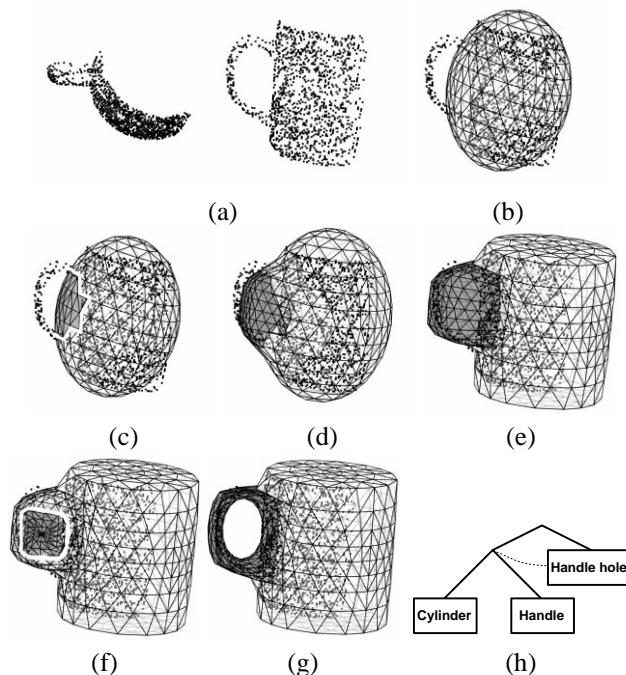 (a)
(b)
(c)
(d)
(e)
Handle hole
Cylinder
Handle
(f)
(g)
(h)